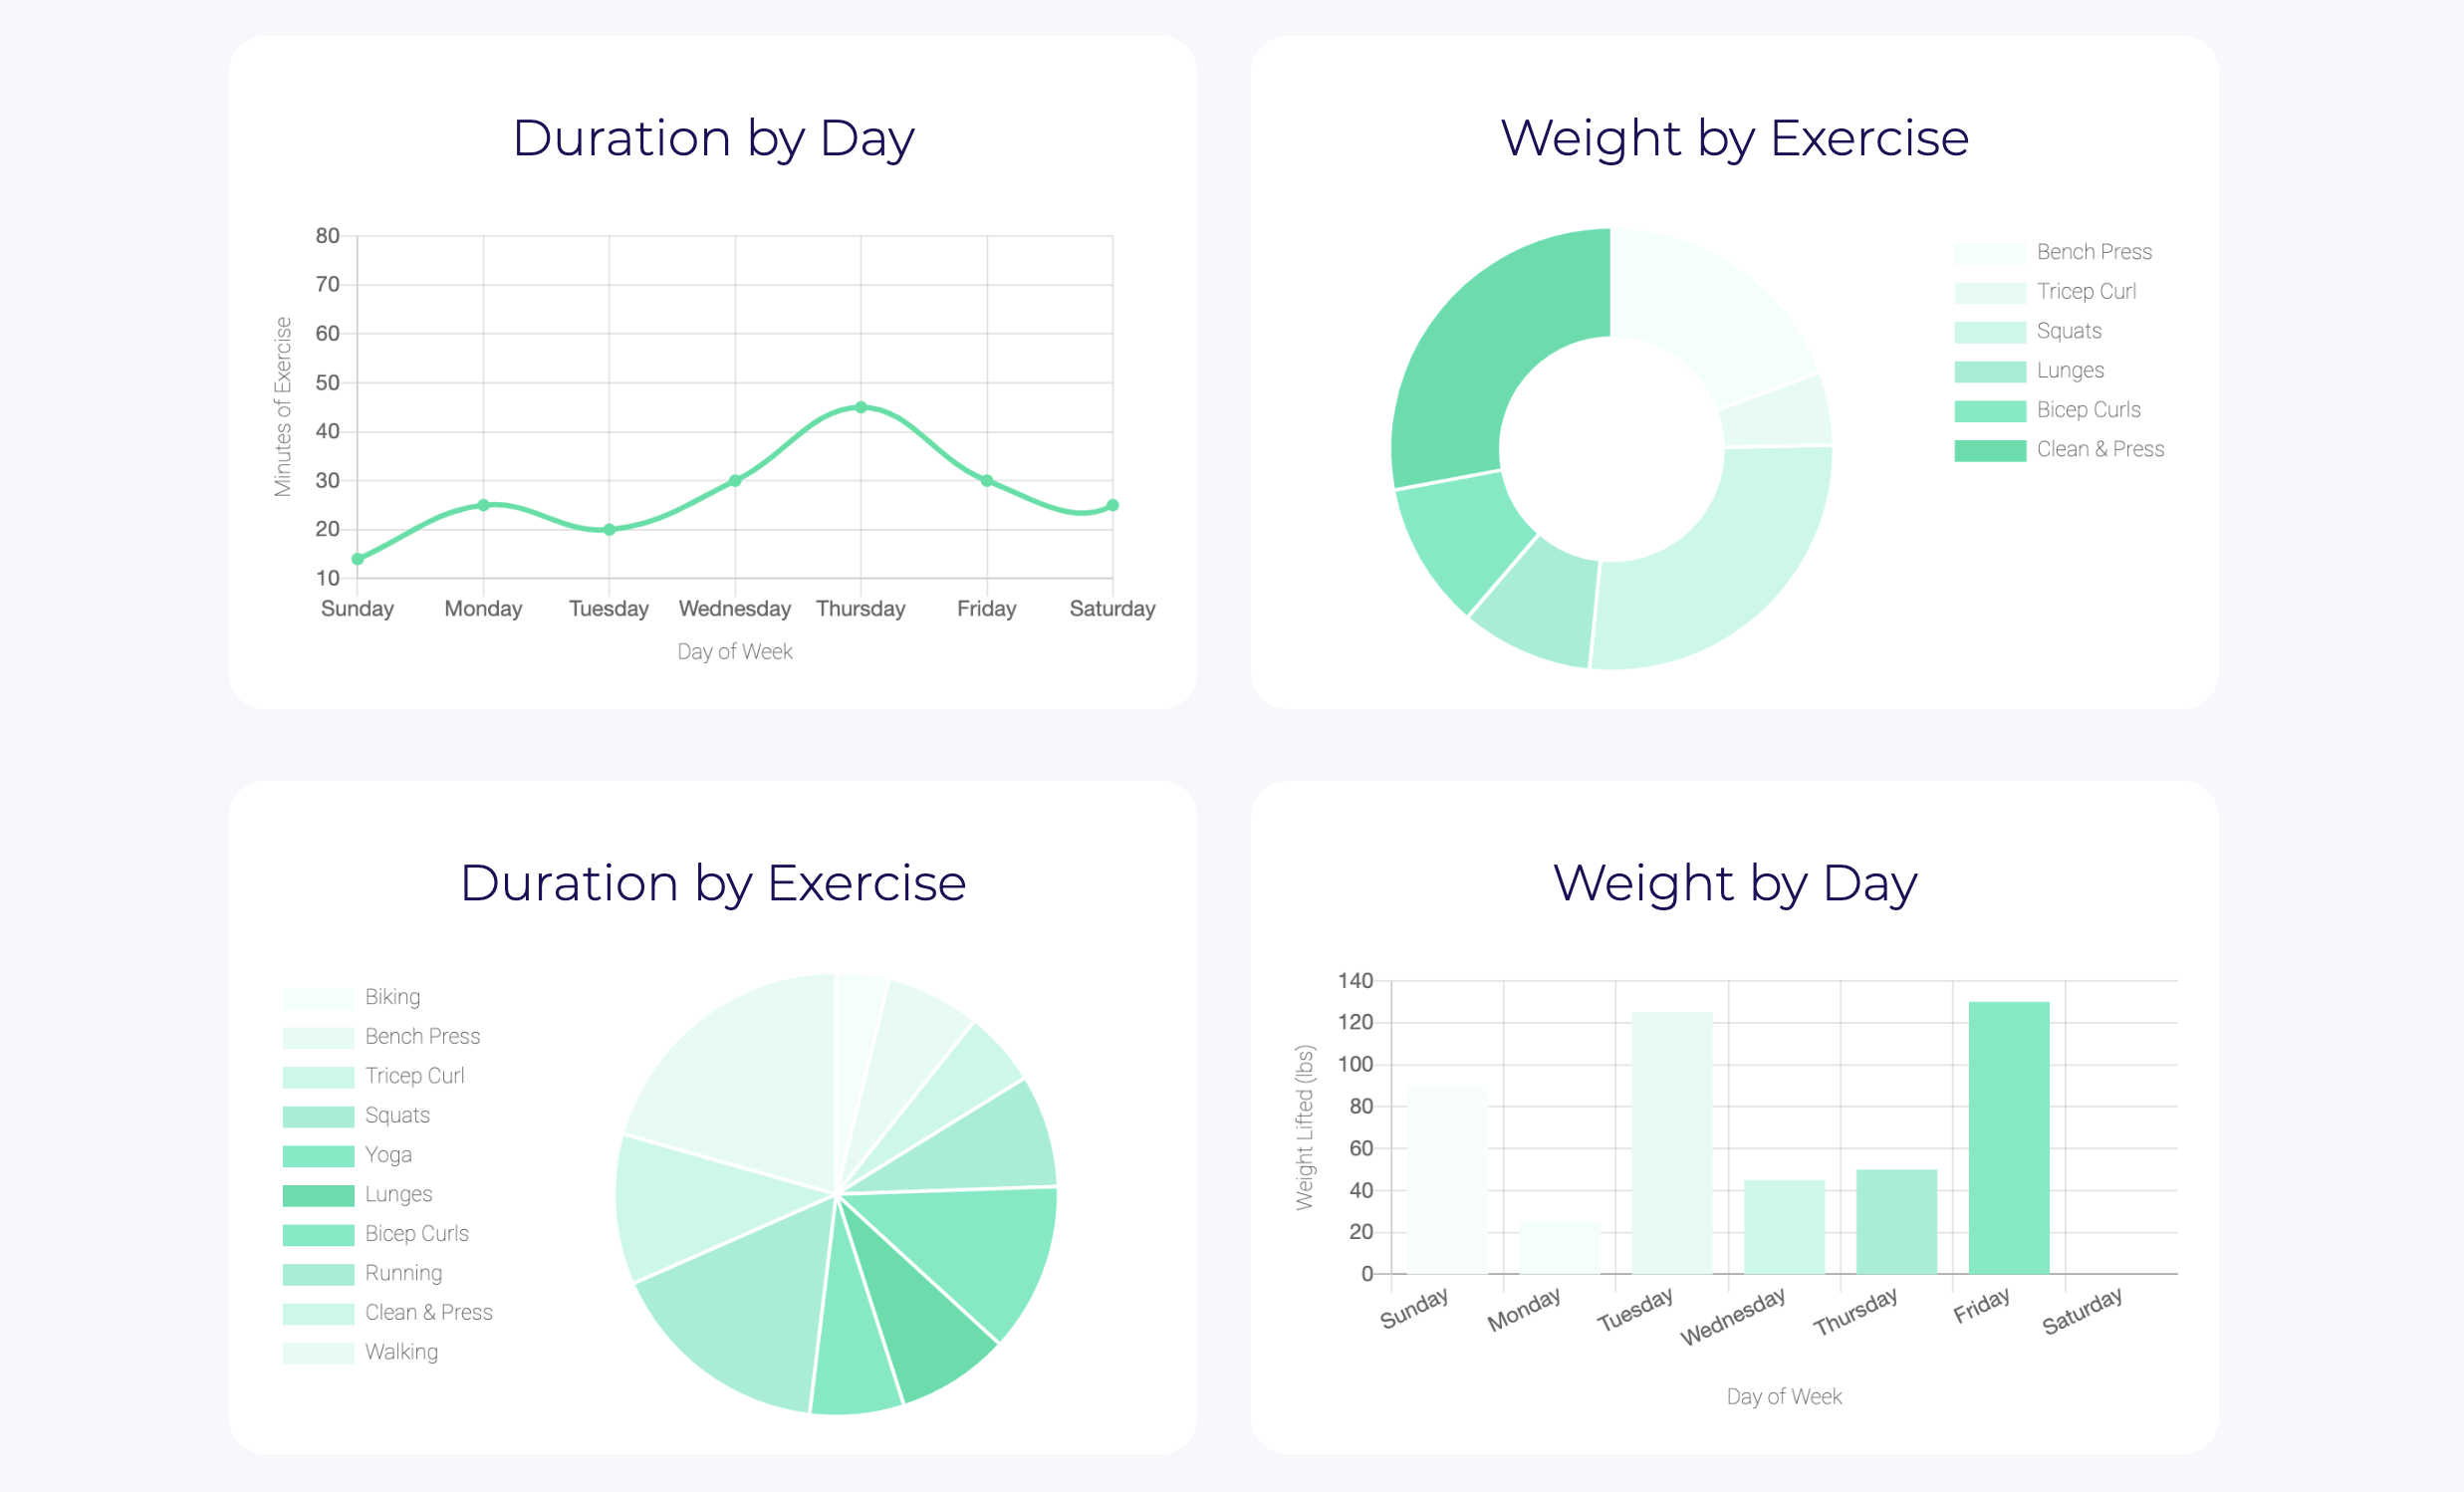 Duration by Day
80
70
60
50
40
30
20
10
Minutes of Exercise
Sunday Monday Tuesday Wednesday Thursday Friday Saturday
Day of Week
Weight by Exercise
Bench Press
Tricep Curl
Squats
Lunges
Bicep Curls
Clean & Press
Duration by Exercise
Biking
Bench Press
Tricep Curl
Squats
Yoga
Lunges
Bicep Curls
Running
Clean & Press
Walking
Weight by Day
140
120
100
80
60
40
20
0
Weight Lifted (lbs)
Sunday Monday Tuesday Wednesday Thursday Friday Saturday
Day of Week